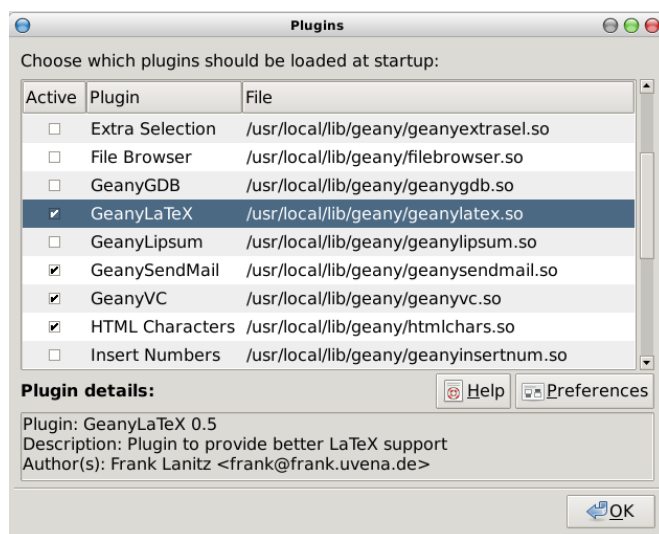 Plugins
Choose which plugins should be loaded at startup:
Active Plugin File
Extra Selection /usr/local/lib/geany/geanyextrasel.so
File Browser /usr/local/lib/geany/filebrowser.so
GeanyGDB /usr/local/lib/geany/geanygdb.so
GeanyLaTeX /usr/local/lib/geany/geanylatex.so
GeanyLipsum /usr/local/lib/geany/geanylipsum.so
GeanySendMail /usr/local/lib/geany/geanysendmail.so
GeanyVC /usr/local/lib/geany/geanyvc.so
HTML Characters /usr/local/lib/geany/htmlchars.so
Insert Numbers /usr/local/lib/geany/geanyinsertnum.so
Plugin details: Help Preferences
Plugin: GeanyLaTeX 0.5
Description: Plugin to provide better LaTeX support
Author(s): Frank Lanitz <frank@frank.uvena.de>
OK